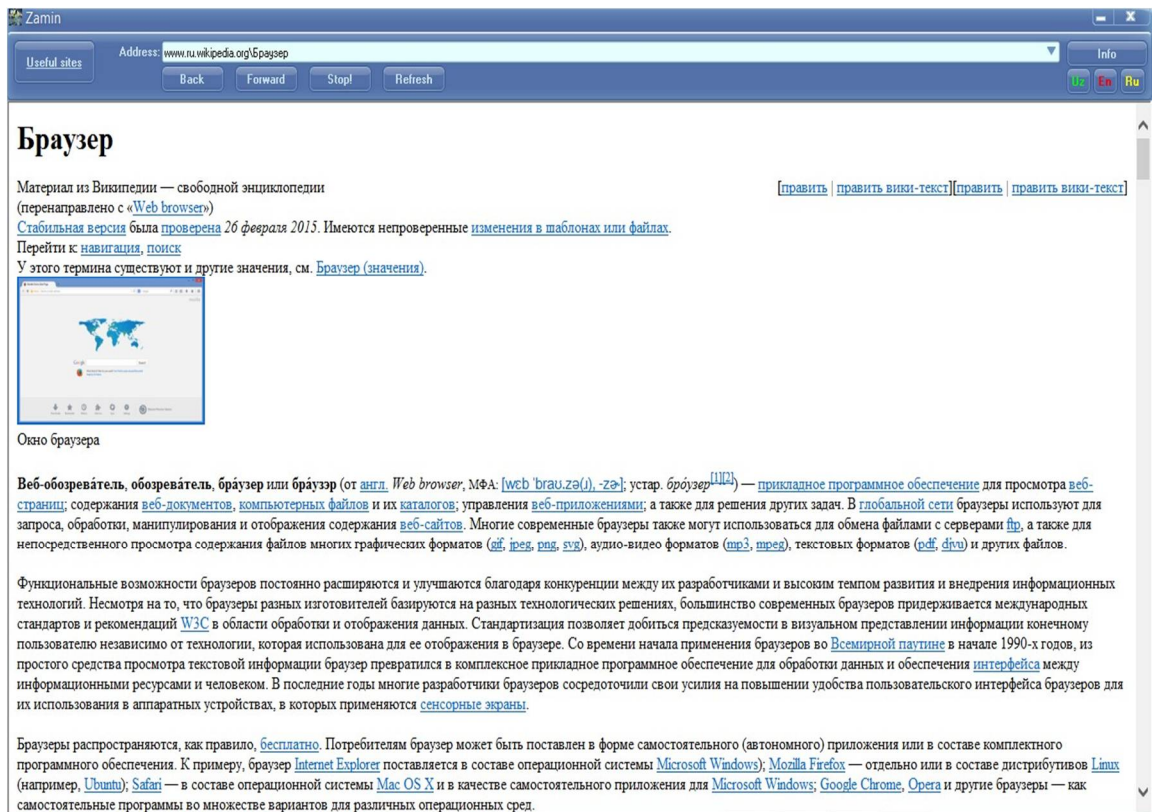 Zamin
Useful sites
Address: www.ru.wikipedia.org\Браузер
Info
Back Forward Stop! Refresh
Uz En Ru
Браузер
Материал из Википедии — свободной энциклопедии [править | править вики-текст][править | править вики-текст]
(перенаправлено с «Web browser»)
Стабильная версия была проверена 26 февраля 2015. Имеются непроверенные изменения в шаблонах или файлах.
Перейти к: навигация, поиск
У этого термина существуют и другие значения, см. Браузер (значения).
Окно браузера
Веб-обозрева́тель, обозрева́тель, бра́узер или бра́узэр (от англ. Web browser, МФА: [wɛb ˈbraʊ.zə(ɹ), -zɚ]; устар. бро́узер[1][2]) — прикладное программное обеспечение для просмотра веб-
страниц; содержания веб-документов, компьютерных файлов и их каталогов; управления веб-приложениями; а также для решения других задач. В глобальной сети браузеры используют для
запроса, обработки, манипулирования и отображения содержания веб-сайтов. Многие современные браузеры также могут использоваться для обмена файлами с серверами ftp, а также для
непосредственного просмотра содержания файлов многих графических форматов (gif, jpeg, png, svg), аудио-видео форматов (mp3, mpeg), текстовых форматов (pdf, djvu) и других файлов.
Функциональные возможности браузеров постоянно расширяются и улучшаются благодаря конкуренции между их разработчиками и высоким темпом развития и внедрения информационных
технологий. Несмотря на то, что браузеры разных изготовителей базируются на разных технологических решениях, большинство современных браузеров придерживается международных
стандартов и рекомендаций W3C в области обработки и отображения данных. Стандартизация позволяет добиться предсказуемости в визуальном представлении информации конечному
пользователю независимо от технологии, которая использована для ее отображения в браузере. Со времени начала применения браузеров во Всемирной паутине в начале 1990-х годов, из
простого средства просмотра текстовой информации браузер превратился в комплексное прикладное программное обеспечение для обработки данных и обеспечения интерфейса между
информационными ресурсами и человеком. В последние годы многие разработчики браузеров сосредоточили свои усилия на повышении удобства пользовательского интерфейса браузеров для
их использования в аппаратных устройствах, в которых применяются сенсорные экраны.
Браузеры распространяются, как правило, бесплатно. Потребителям браузер может быть поставлен в форме самостоятельного (автономного) приложения или в составе комплектного
программного обеспечения. К примеру, браузер Internet Explorer поставляется в составе операционной системы Microsoft Windows); Mozilla Firefox — отдельно или в составе дистрибутивов Linux
(например, Ubuntu); Safari — в составе операционной системы Mac OS X и в качестве самостоятельного приложения для Microsoft Windows; Google Chrome, Opera и другие браузеры — как
самостоятельные программы во множестве вариантов для различных операционных сред.